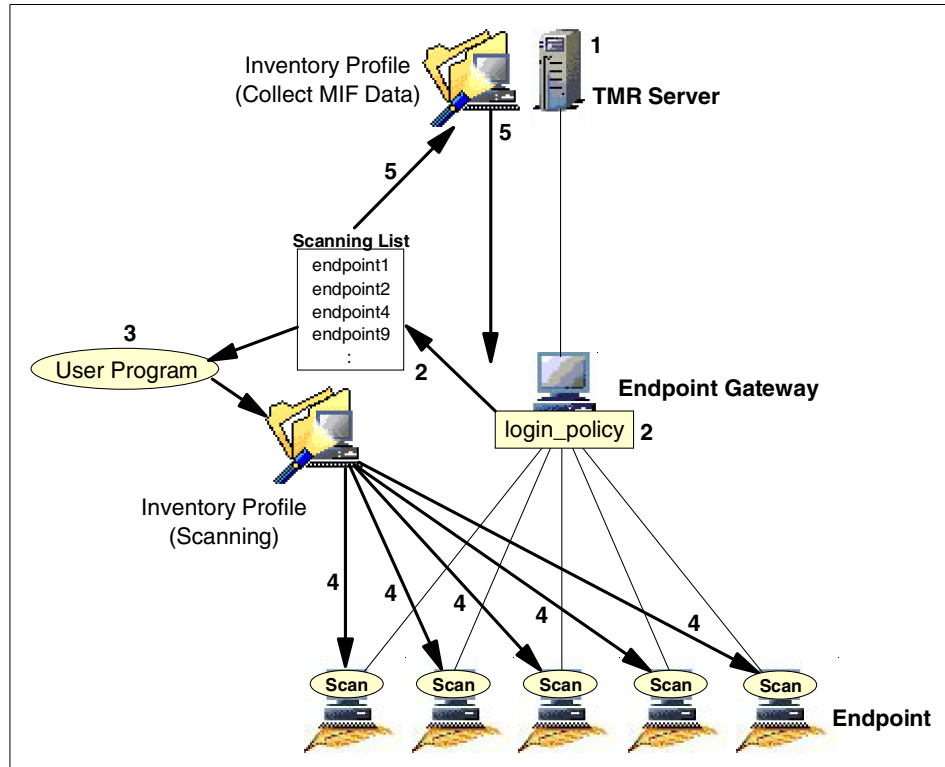 1
Inventory Profile
(Collect MIF Data)
TMR Server
5
5
Scanning List
endpoint1
endpoint2
endpoint4
endpoint9
:
3
User Program
2
Endpoint Gateway
login_policy
2
Inventory Profile
(Scanning)
4
4
4
4
4
Scan
Scan
Scan
Scan
Scan
Endpoint